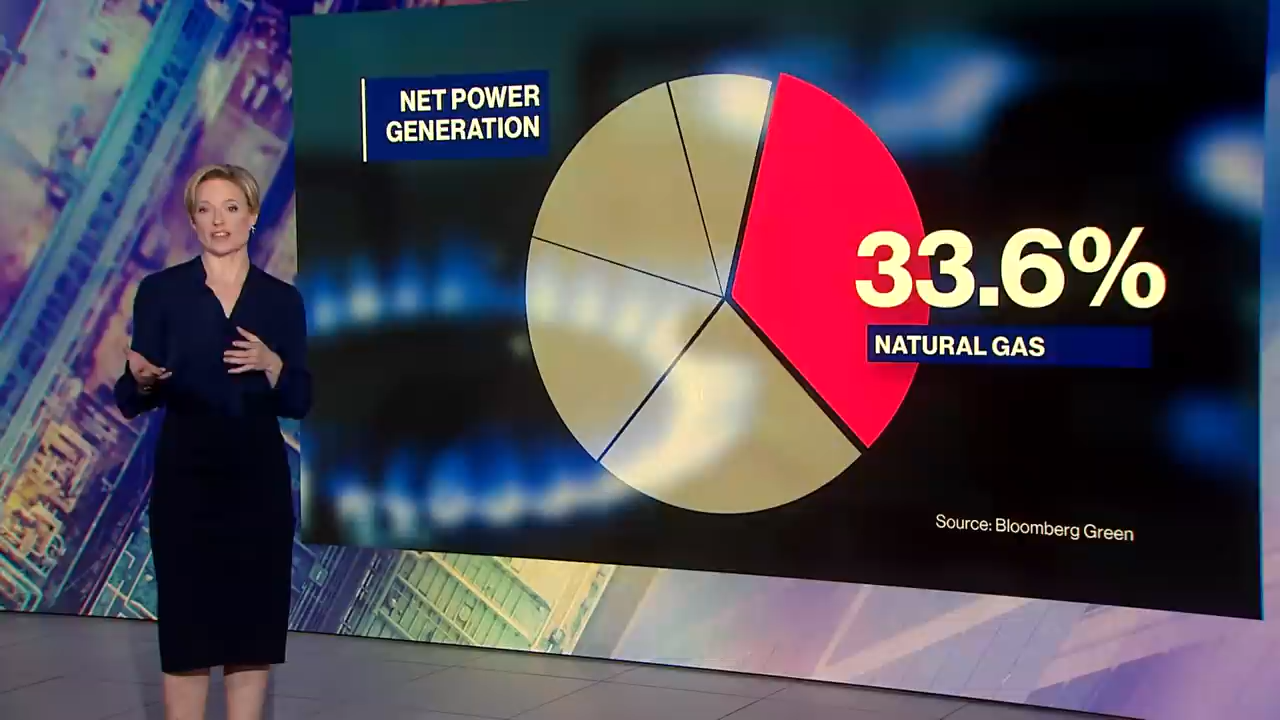 NET POWER
GENERATION
33.6%
NATURAL GAS
Source: Bloomberg Green